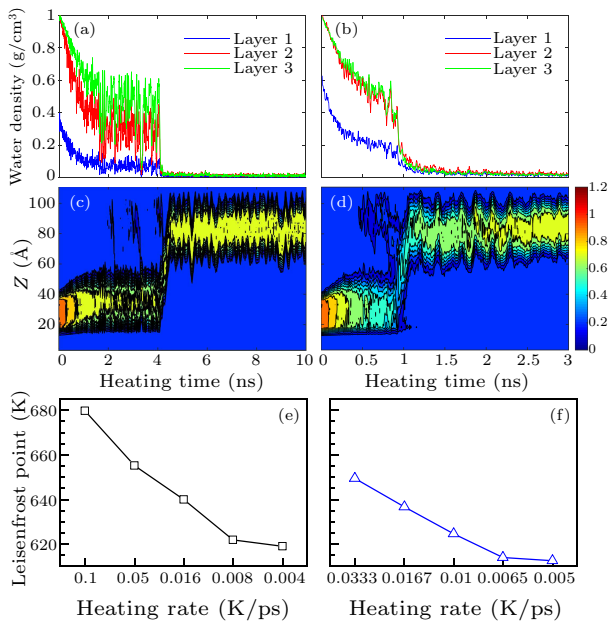 Water density (g/cm³)
1
0.8
0.6
0.4
0.2
0
(a)
Layer 1
Layer 2
Layer 3
(b)
Layer 1
Layer 2
Layer 3
Z (Å)
100
80
60
40
20
(c)
(d)
1.2
1.0
0.8
0.6
0.4
0.2
0
0 2 4 6 8 10
Heating time (ns)
0 0.5 1 1.5 2 2.5 3
Heating time (ns)
Leisenfrost point (K)
680
660
640
620
(e)
(f)
0.1 0.05 0.016 0.008 0.004
Heating rate (K/ps)
0.0333 0.0167 0.01 0.0065 0.005
Heating rate (K/ps)